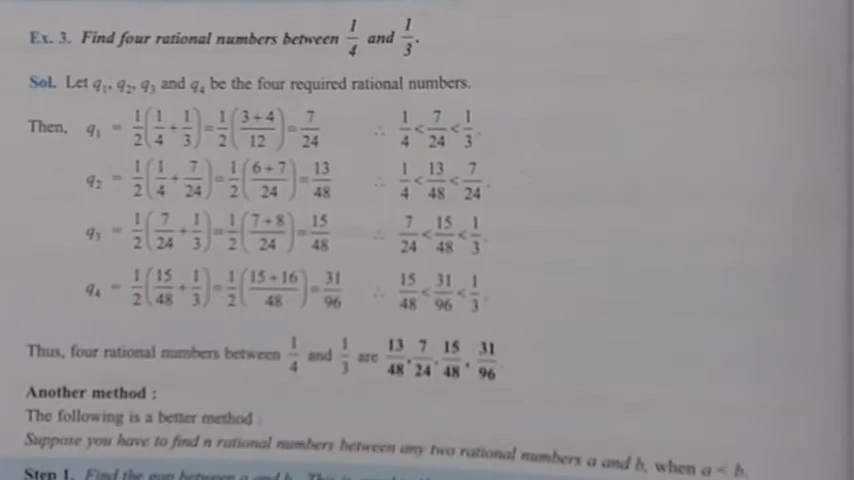 Ex. 3. Find four rational numbers between 1/4 and 1/3.
Sol. Let q₁, q₂, q₃ and q₄ be the four required rational numbers.
Then, q₁ = 1/2(1/4 + 1/3) = 1/2((3+4)/12) = 7/24 ∴ 1/4 < 7/24 < 1/3.
q₂ = 1/2(1/4 + 7/24) = 1/2((6+7)/24) = 13/48 ∴ 1/4 < 13/48 < 7/24.
q₃ = 1/2(7/24 + 1/3) = 1/2((7+8)/24) = 15/48 ∴ 7/24 < 15/48 < 1/3.
q₄ = 1/2(15/48 + 1/3) = 1/2((15+16)/48) = 31/96 ∴ 15/48 < 31/96 < 1/3.
Thus, four rational numbers between 1/4 and 1/3 are 13/48, 7/24, 15/48, 31/96
Another method :
The following is a better method :
Suppose you have to find n rational numbers between any two rational numbers a and b, when a < b.
Step 1. Find the gap between a and b.